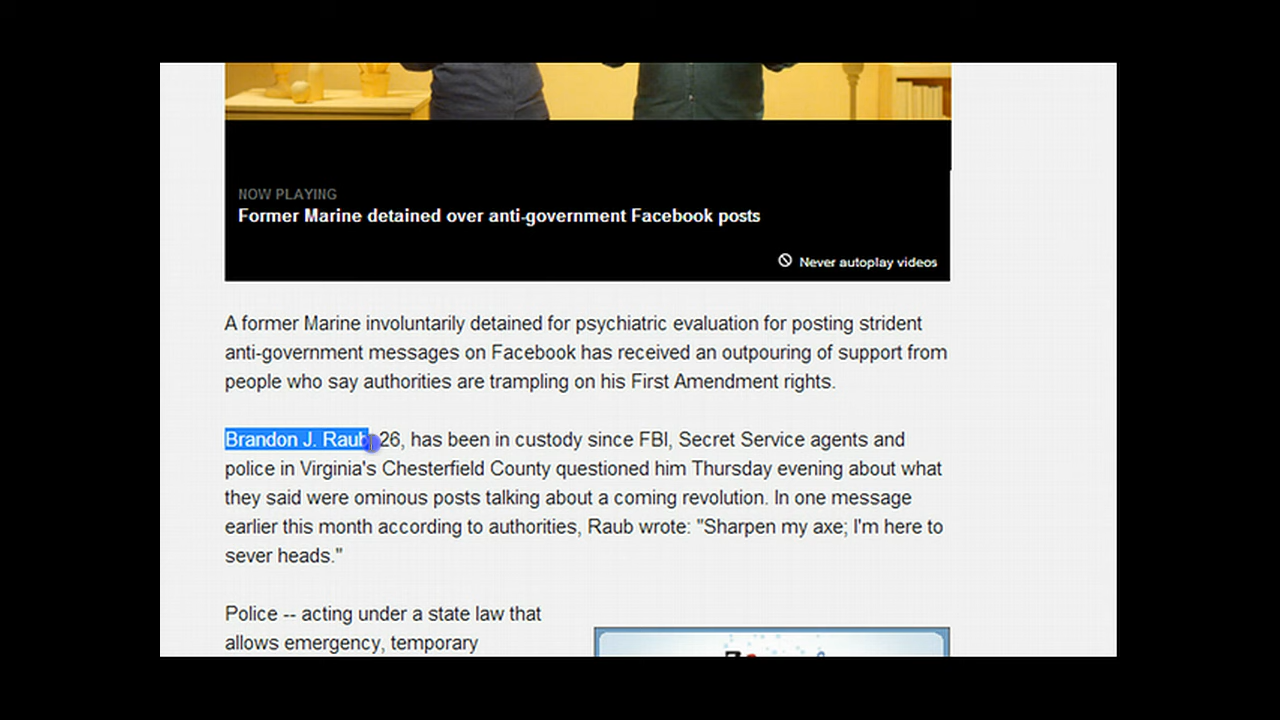 NOW PLAYING
Former Marine detained over anti-government Facebook posts
Never autoplay videos
A former Marine involuntarily detained for psychiatric evaluation for posting strident
anti-government messages on Facebook has received an outpouring of support from
people who say authorities are trampling on his First Amendment rights.
Brandon J. Raub, 26, has been in custody since FBI, Secret Service agents and
police in Virginia's Chesterfield County questioned him Thursday evening about what
they said were ominous posts talking about a coming revolution. In one message
earlier this month according to authorities, Raub wrote: "Sharpen my axe; I'm here to
sever heads."
Police -- acting under a state law that
allows emergency, temporary